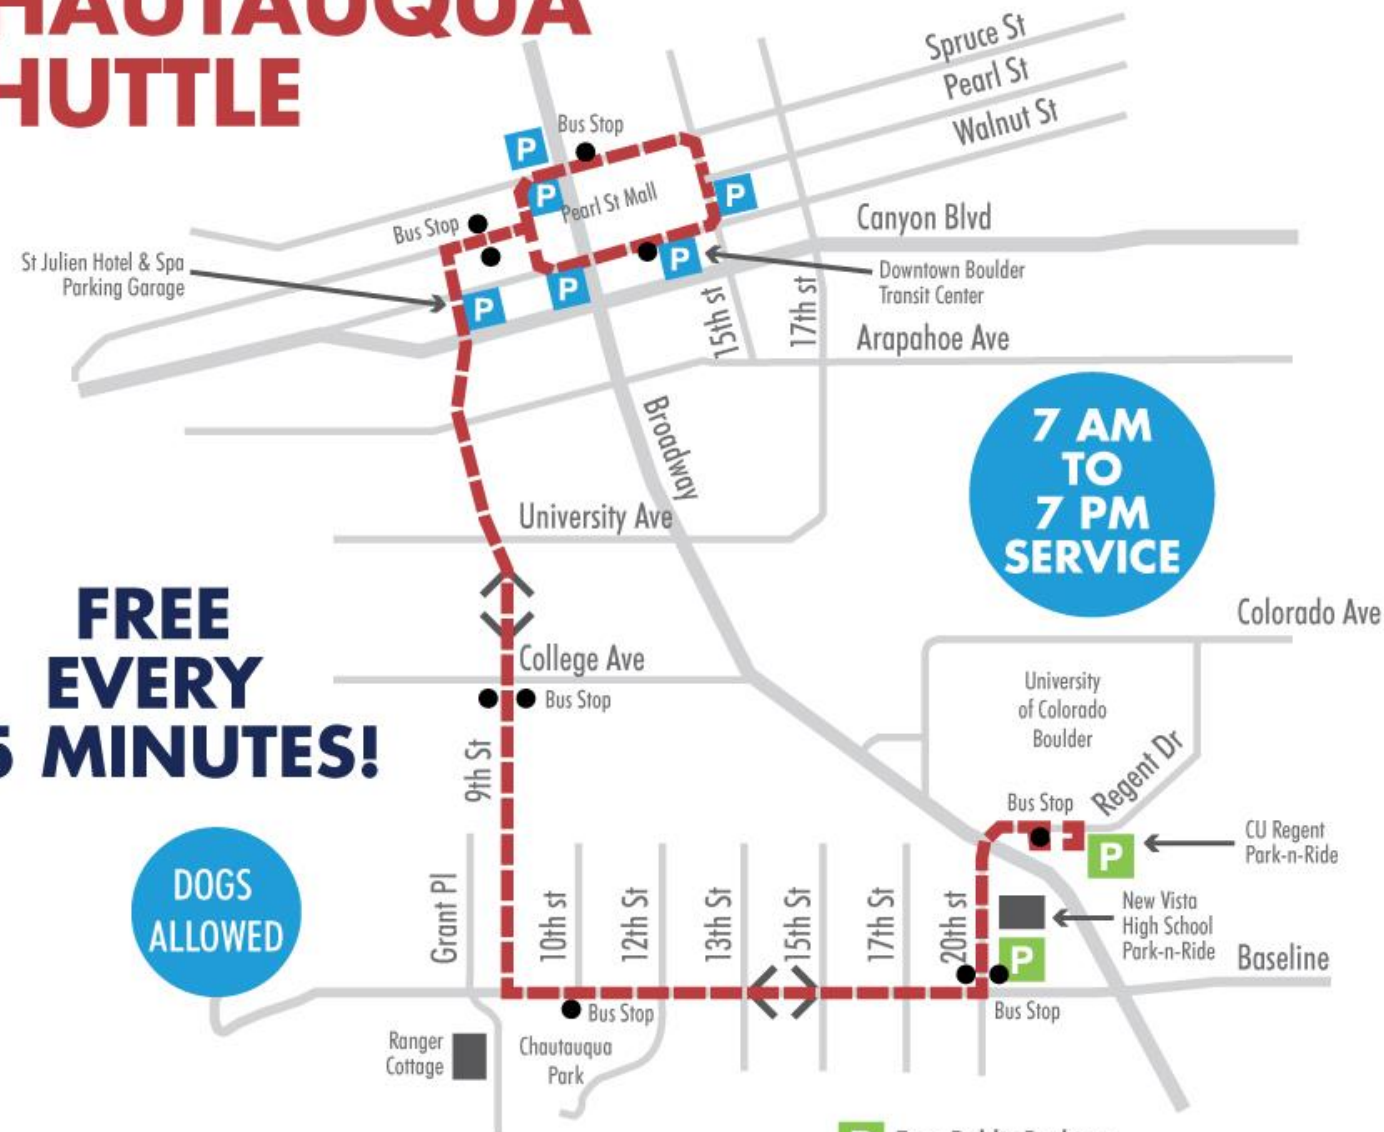 HAUTAUQUA
HUTTLE
Spruce St
Pearl St
Walnut St
Bus Stop
P
P
Pearl St Mall
P
Bus Stop
Canyon Blvd
St Julien Hotel & Spa
Parking Garage
P
P
P
Downtown Boulder
Transit Center
15th st
17th st
Arapahoe Ave
Broadway
7 AM
TO
7 PM
SERVICE
University Ave
FREE
EVERY
5 MINUTES!
Colorado Ave
College Ave
Bus Stop
University
of Colorado
Boulder
9th St
Regent Dr
Bus Stop
P
CU Regent
Park-n-Ride
DOGS
ALLOWED
Grant Pl
10th st
12th St
13th St
15th St
17th St
20th st
New Vista
High School
Park-n-Ride
P
Baseline
Bus Stop
Bus Stop
Ranger
Cottage
Chautauqua
Park